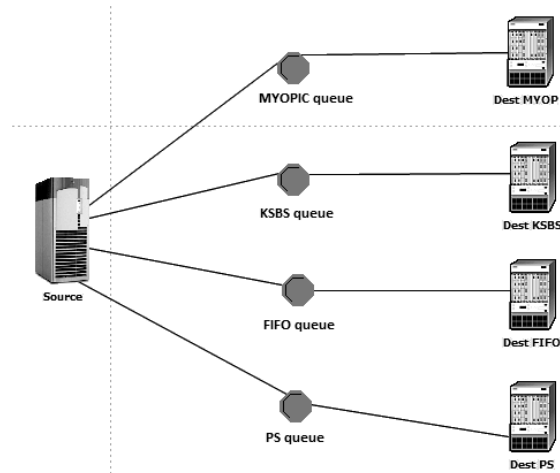 MYOPIC queue
Dest MYOP
KSBS queue
Dest KSBS
Source
FIFO queue
Dest FIFO
PS queue
Dest PS